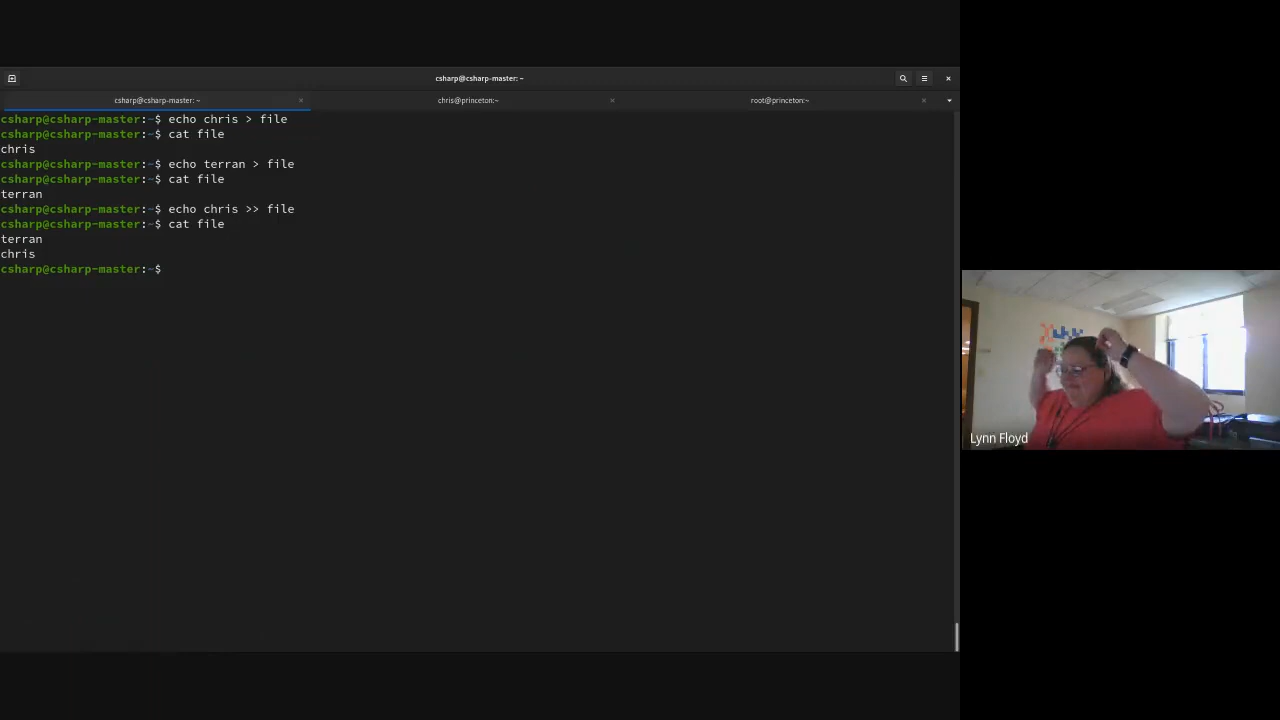 csharp@csharp-master: ~
csharp@csharp-master: ~
chris@princeton:~
root@princeton:~
csharp@csharp-master:~$ echo chris > file
csharp@csharp-master:~$ cat file
chris
csharp@csharp-master:~$ echo terran > file
csharp@csharp-master:~$ cat file
terran
csharp@csharp-master:~$ echo chris >> file
csharp@csharp-master:~$ cat file
terran
chris
csharp@csharp-master:~$
Lynn Floyd